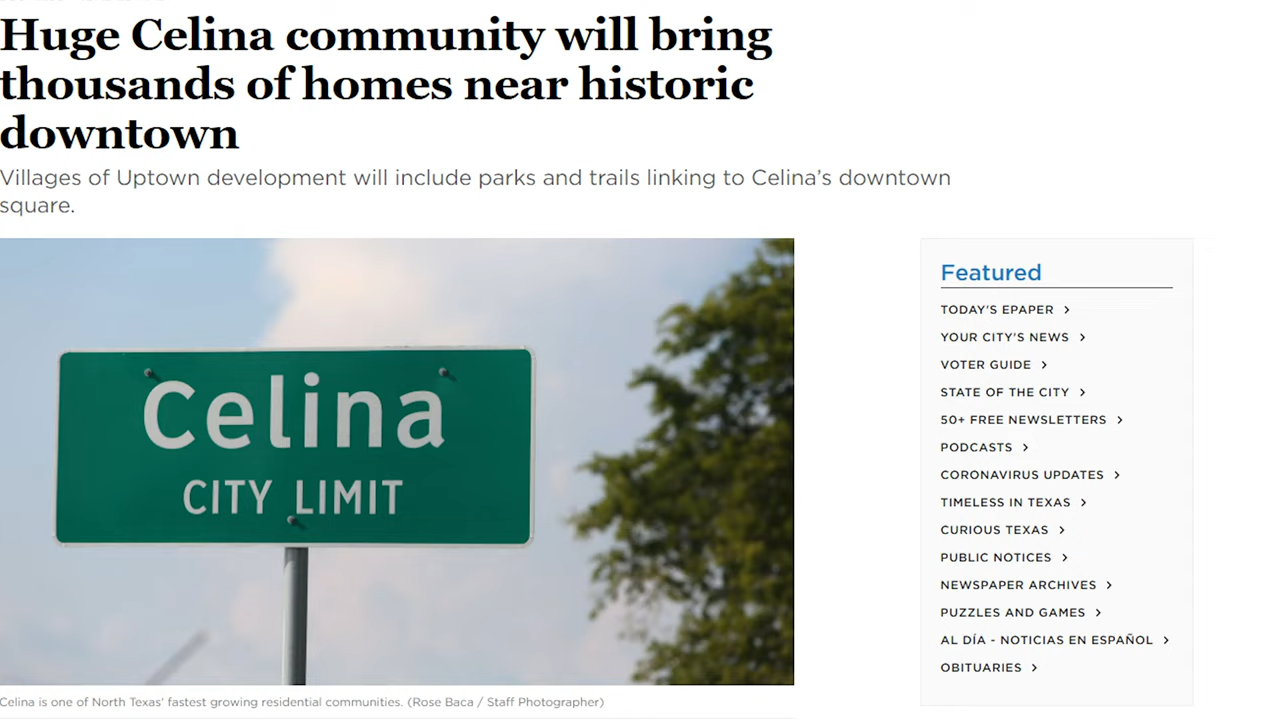 Huge Celina community will bring
thousands of homes near historic
downtown
Villages of Uptown development will include parks and trails linking to Celina’s downtown
square.
Celina
CITY LIMIT
Celina is one of North Texas' fastest growing residential communities. (Rose Baca / Staff Photographer)
Featured
TODAY'S EPAPER
YOUR CITY'S NEWS
VOTER GUIDE
STATE OF THE CITY
50+ FREE NEWSLETTERS
PODCASTS
CORONAVIRUS UPDATES
TIMELESS IN TEXAS
CURIOUS TEXAS
PUBLIC NOTICES
NEWSPAPER ARCHIVES
PUZZLES AND GAMES
AL DÍA - NOTICIAS EN ESPAÑOL
OBITUARIES